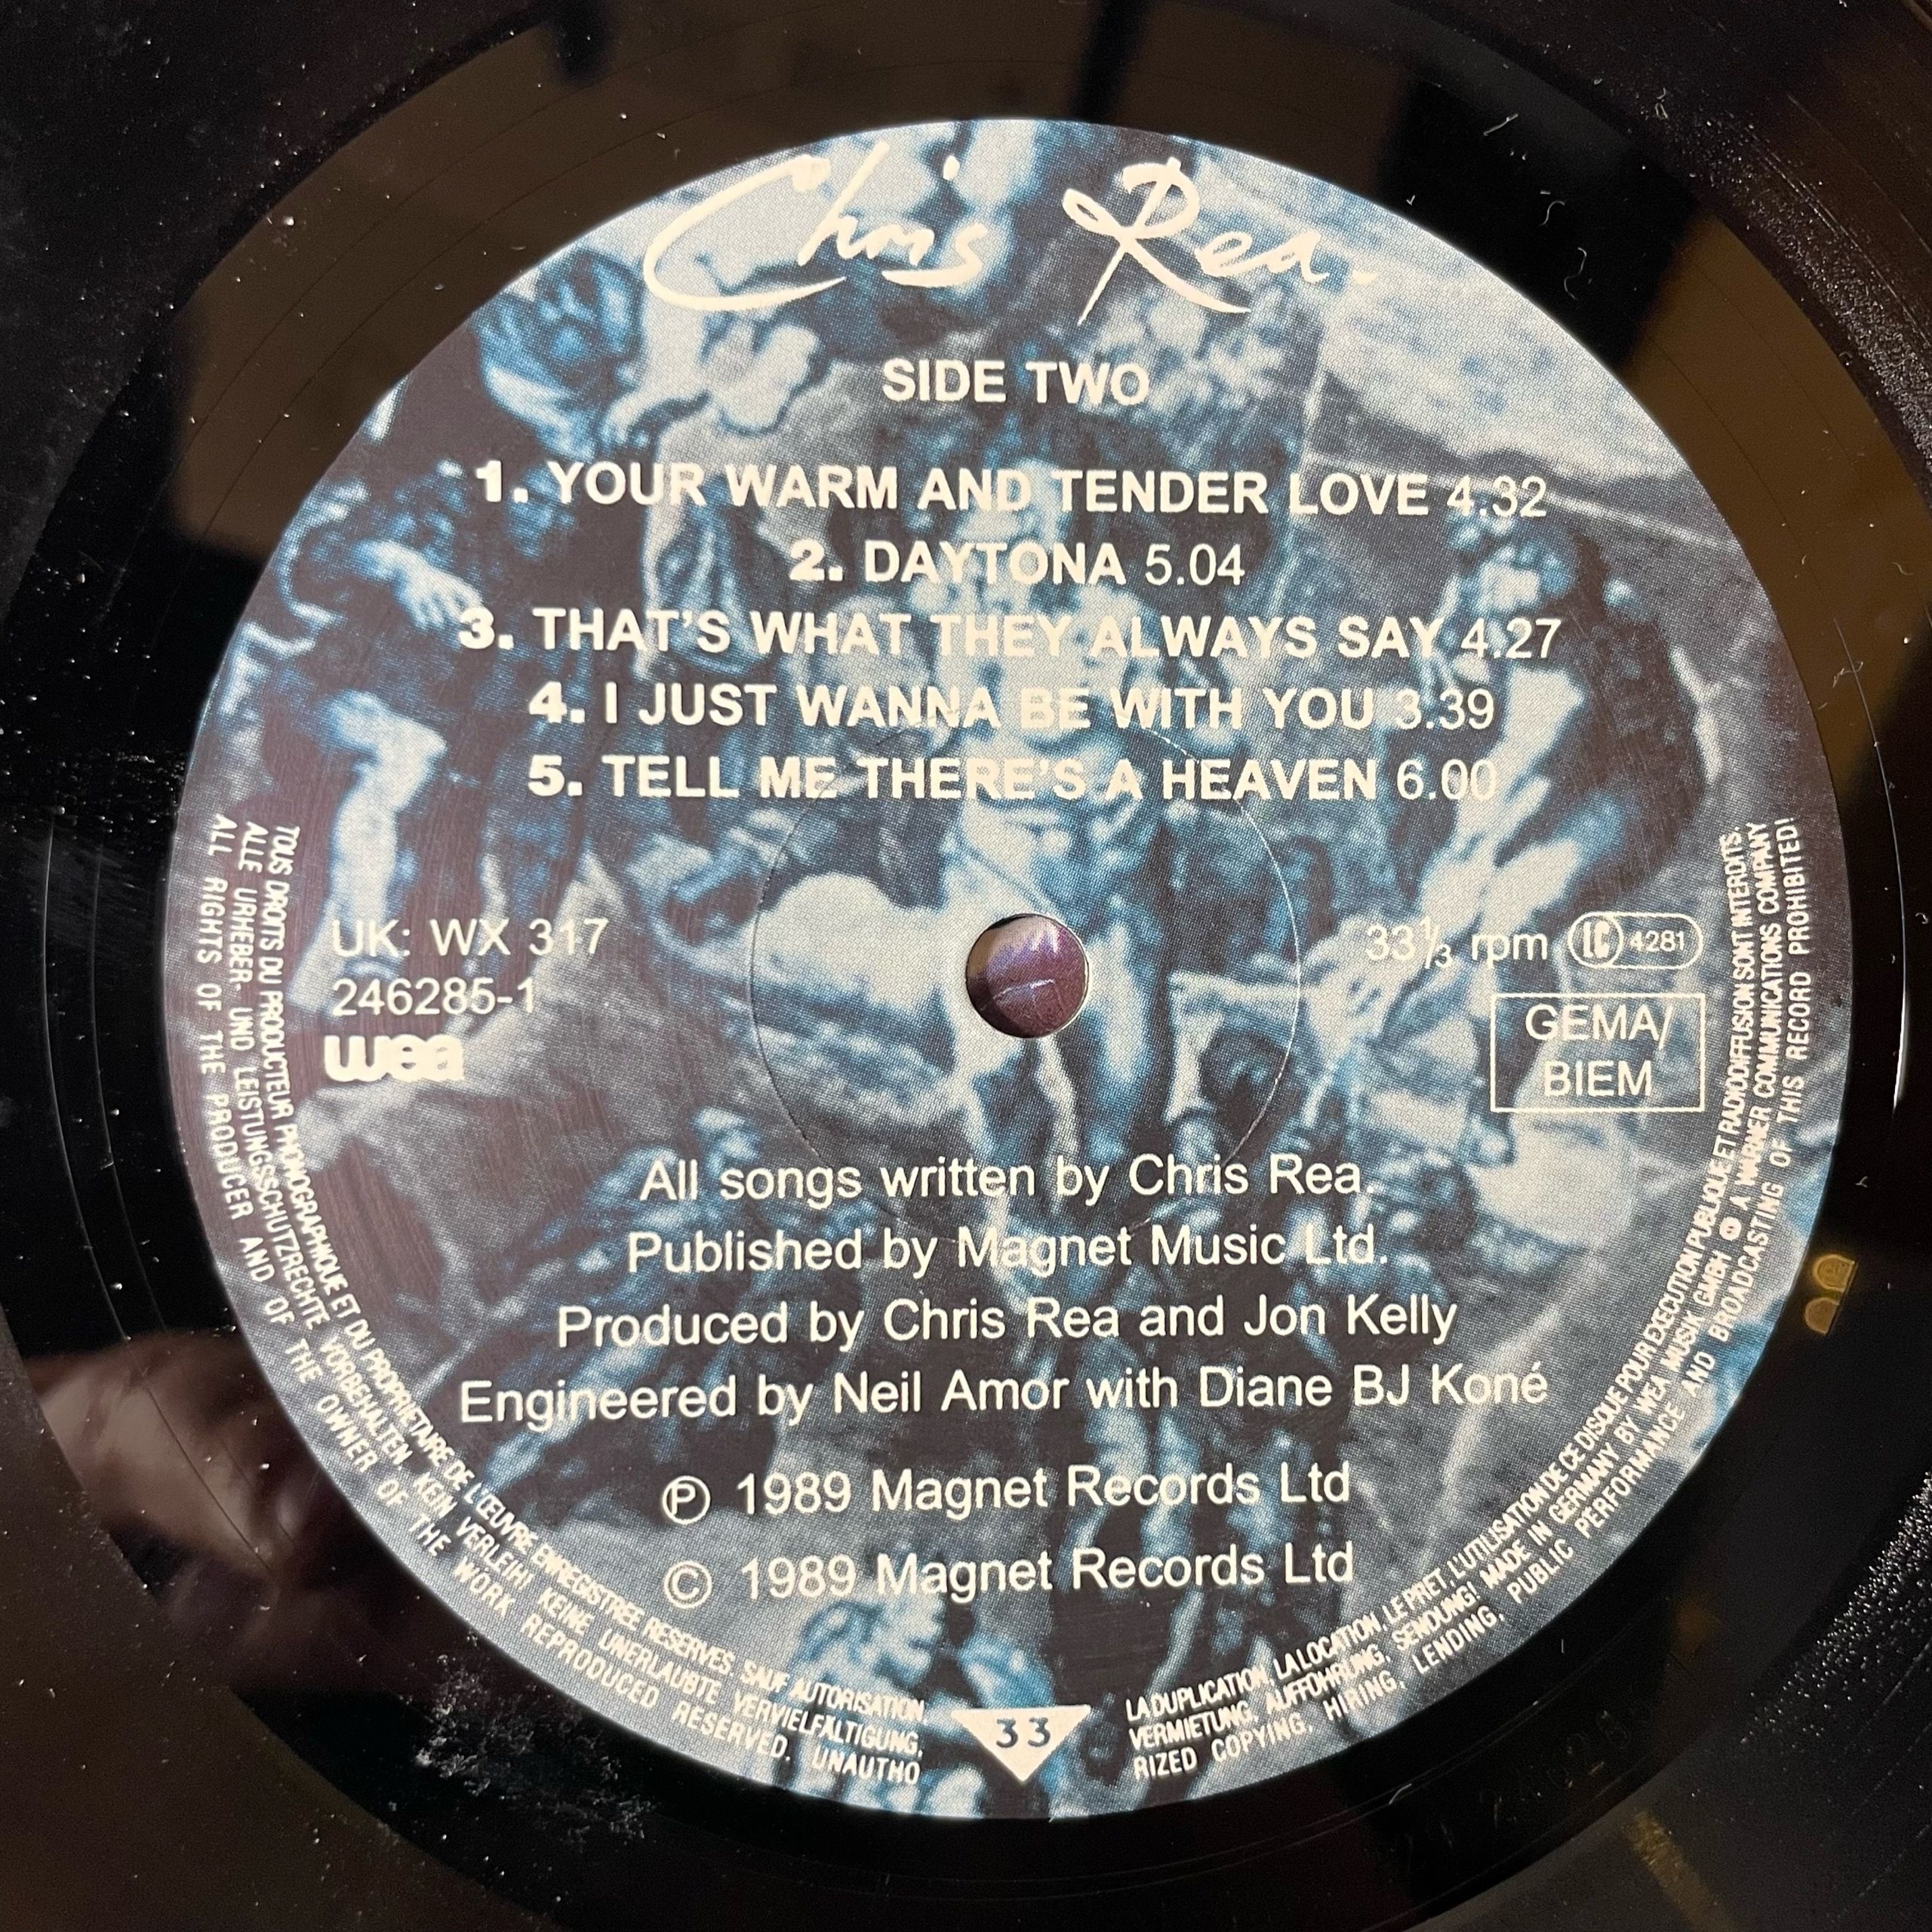 Chris Rea.
SIDE TWO
1. YOUR WARM AND TENDER LOVE 4.32
2. DAYTONA 5.04
3. THAT'S WHAT THEY ALWAYS SAY 4.27
4. I JUST WANNA BE WITH YOU 3.39
5. TELL ME THERE'S A HEAVEN 6.00
UK: WX 317
246285-1
wea
33⅓ rpm LC 4281
GEMA/
BIEM
All songs written by Chris Rea.
Published by Magnet Music Ltd.
Produced by Chris Rea and Jon Kelly
Engineered by Neil Amor with Diane BJ Koné
Ⓟ 1989 Magnet Records Ltd
© 1989 Magnet Records Ltd
TOUS DROITS DU PRODUCTEUR PHONOGRAPHIQUE ET DU PROPRIETAIRE DE L'ŒUVRE ENREGISTREE RESERVES. SAUF AUTORISATION LA DUPLICATION, LA LOCATION, LE PRET, L'UTILISATION DE CE DISQUE POUR EXECUTION PUBLIQUE ET RADIODIFFUSION SONT INTERDITS.
ALLE URHEBER- UND LEISTUNGSSCHUTZRECHTE VORBEHALTEN. KEIN VERLEIH! KEINE UNERLAUBTE VERVIELFÄLTIGUNG, VERMIETUNG, AUFFÜHRUNG, SENDUNG! MADE IN GERMANY BY WEA MUSIK GMBH A WARNER COMMUNICATIONS COMPANY
ALL RIGHTS OF THE PRODUCER AND OF THE OWNER OF THE WORK REPRODUCED RESERVED. UNAUTHORIZED COPYING, HIRING, LENDING, PUBLIC PERFORMANCE AND BROADCASTING OF THIS RECORD PROHIBITED!
33